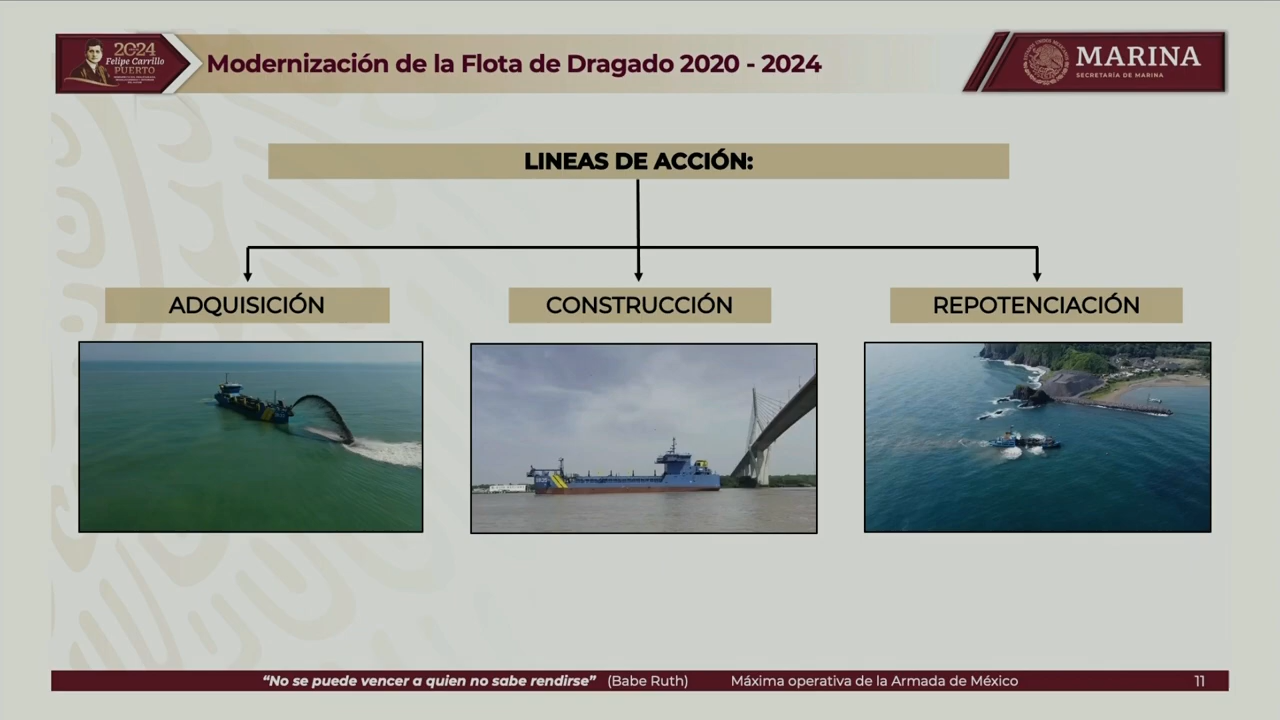 2024
Felipe Carrillo
PUERTO
Modernización de la Flota de Dragado 2020 - 2024
MARINA
SECRETARÍA DE MARINA
LINEAS DE ACCIÓN:
ADQUISICIÓN
CONSTRUCCIÓN
REPOTENCIACIÓN
“No se puede vencer a quien no sabe rendirse” (Babe Ruth) Máxima operativa de la Armada de México 11